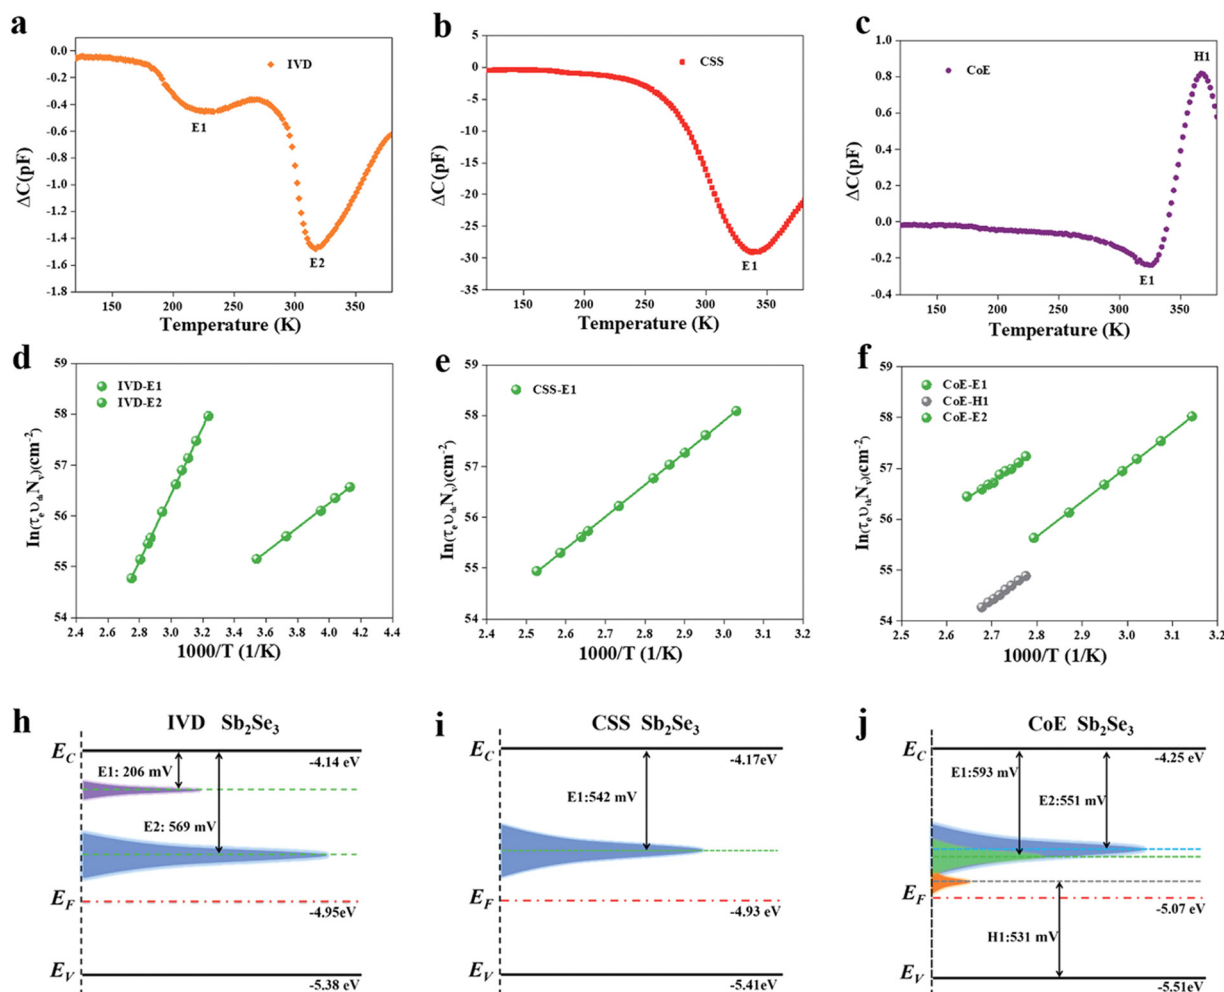 a
b
c
0.0
-0.2
-0.4
-0.6
-0.8
-1.0
-1.2
-1.4
-1.6
-1.8
ΔC(pF)
IVD
E1
E2
150 200 250 300 350
Temperature (K)
5
0
-5
-10
-15
-20
-25
-30
-35
ΔC(pF)
CSS
E1
150 200 250 300 350
Temperature (K)
1.0
0.8
0.6
0.4
0.2
0.0
-0.2
-0.4
ΔC(pF)
CoE
H1
E1
150 200 250 300 350
Temperature (K)
d
e
f
59
58
57
56
55
54
In(τeυthNv)(cm-2)
IVD-E1
IVD-E2
2.4 2.6 2.8 3.0 3.2 3.4 3.6 3.8 4.0 4.2 4.4
1000/T (1/K)
59
58
57
56
55
54
In(τeυthNv)(cm-2)
CSS-E1
2.4 2.5 2.6 2.7 2.8 2.9 3.0 3.1 3.2
1000/T (1/K)
59
58
57
56
55
54
In(τeυthNv)(cm-2)
CoE-E1
CoE-H1
CoE-E2
2.5 2.6 2.7 2.8 2.9 3.0 3.1 3.2
1000/T (1/K)
h
IVD Sb2Se3
EC
-4.14 eV
E1: 206 mV
E2: 569 mV
EF
-4.95eV
EV
-5.38 eV
i
CSS Sb2Se3
EC
-4.17eV
E1:542 mV
EF
-4.93 eV
EV
-5.41eV
j
CoE Sb2Se3
EC
-4.25 eV
E1:593 mV
E2:551 mV
EF
-5.07 eV
H1:531 mV
EV
-5.51eV